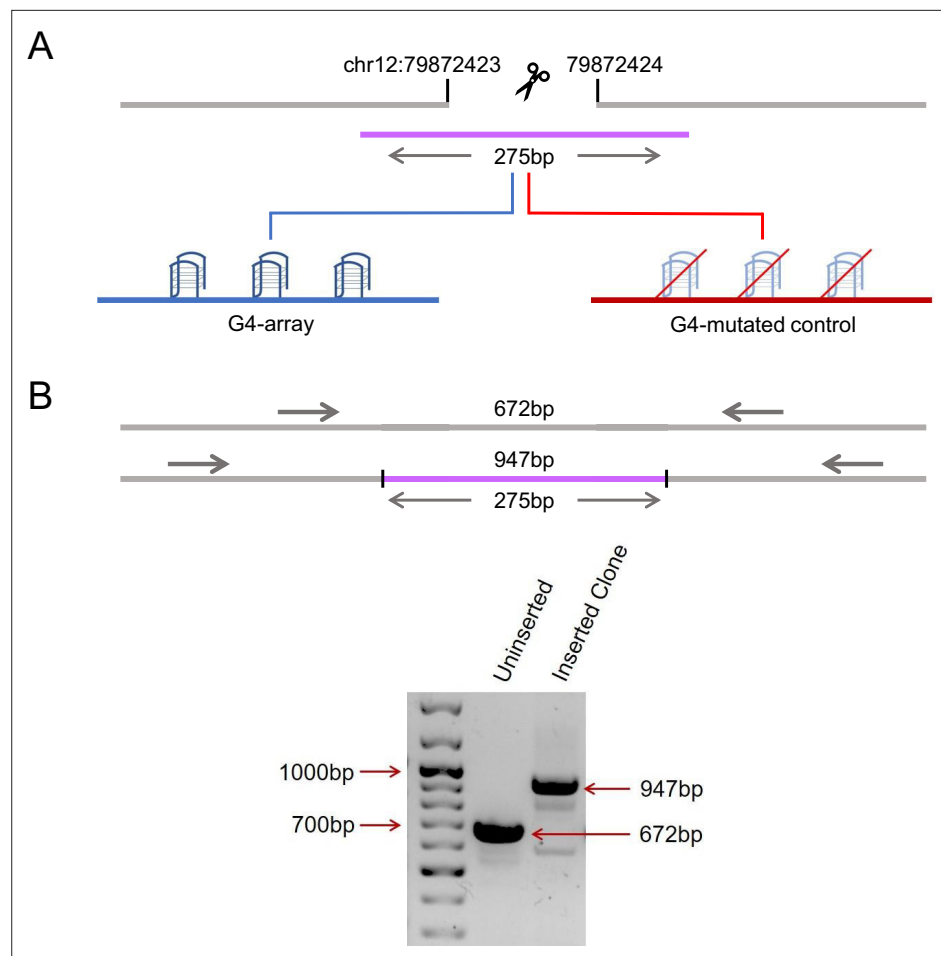 A
chr12:79872423
79872424
275bp
G4-array
G4-mutated control
B
672bp
947bp
275bp
Uninserted
Inserted Clone
1000bp
947bp
700bp
672bp